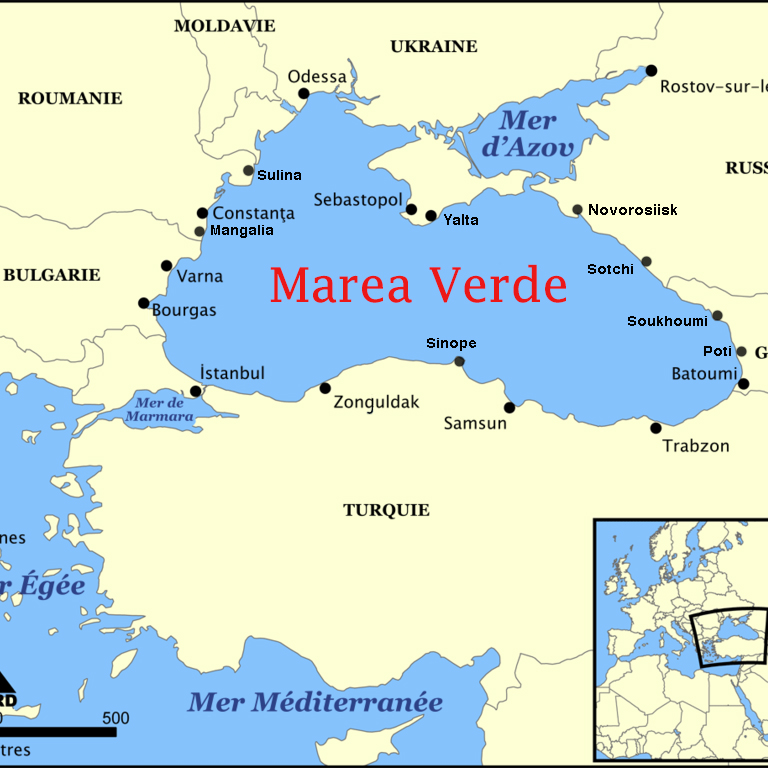 MOLDAVIE
UKRAINE
Odessa
Rostov-sur-le
ROUMANIE
Mer
d'Azov
RUSS
Sulina
Sebastopol
Constanţa
Yalta
Novorosiisk
Mangalia
BULGARIE
Varna
Marea Verde
Sotchi
Bourgas
Soukhoumi
Sinope
Poti
G
İstanbul
Batoumi
Mer de
Marmara
Zonguldak
Samsun
Trabzon
TURQUIE
nes
r Égée
RD
Mer Méditerranée
0
500
tres